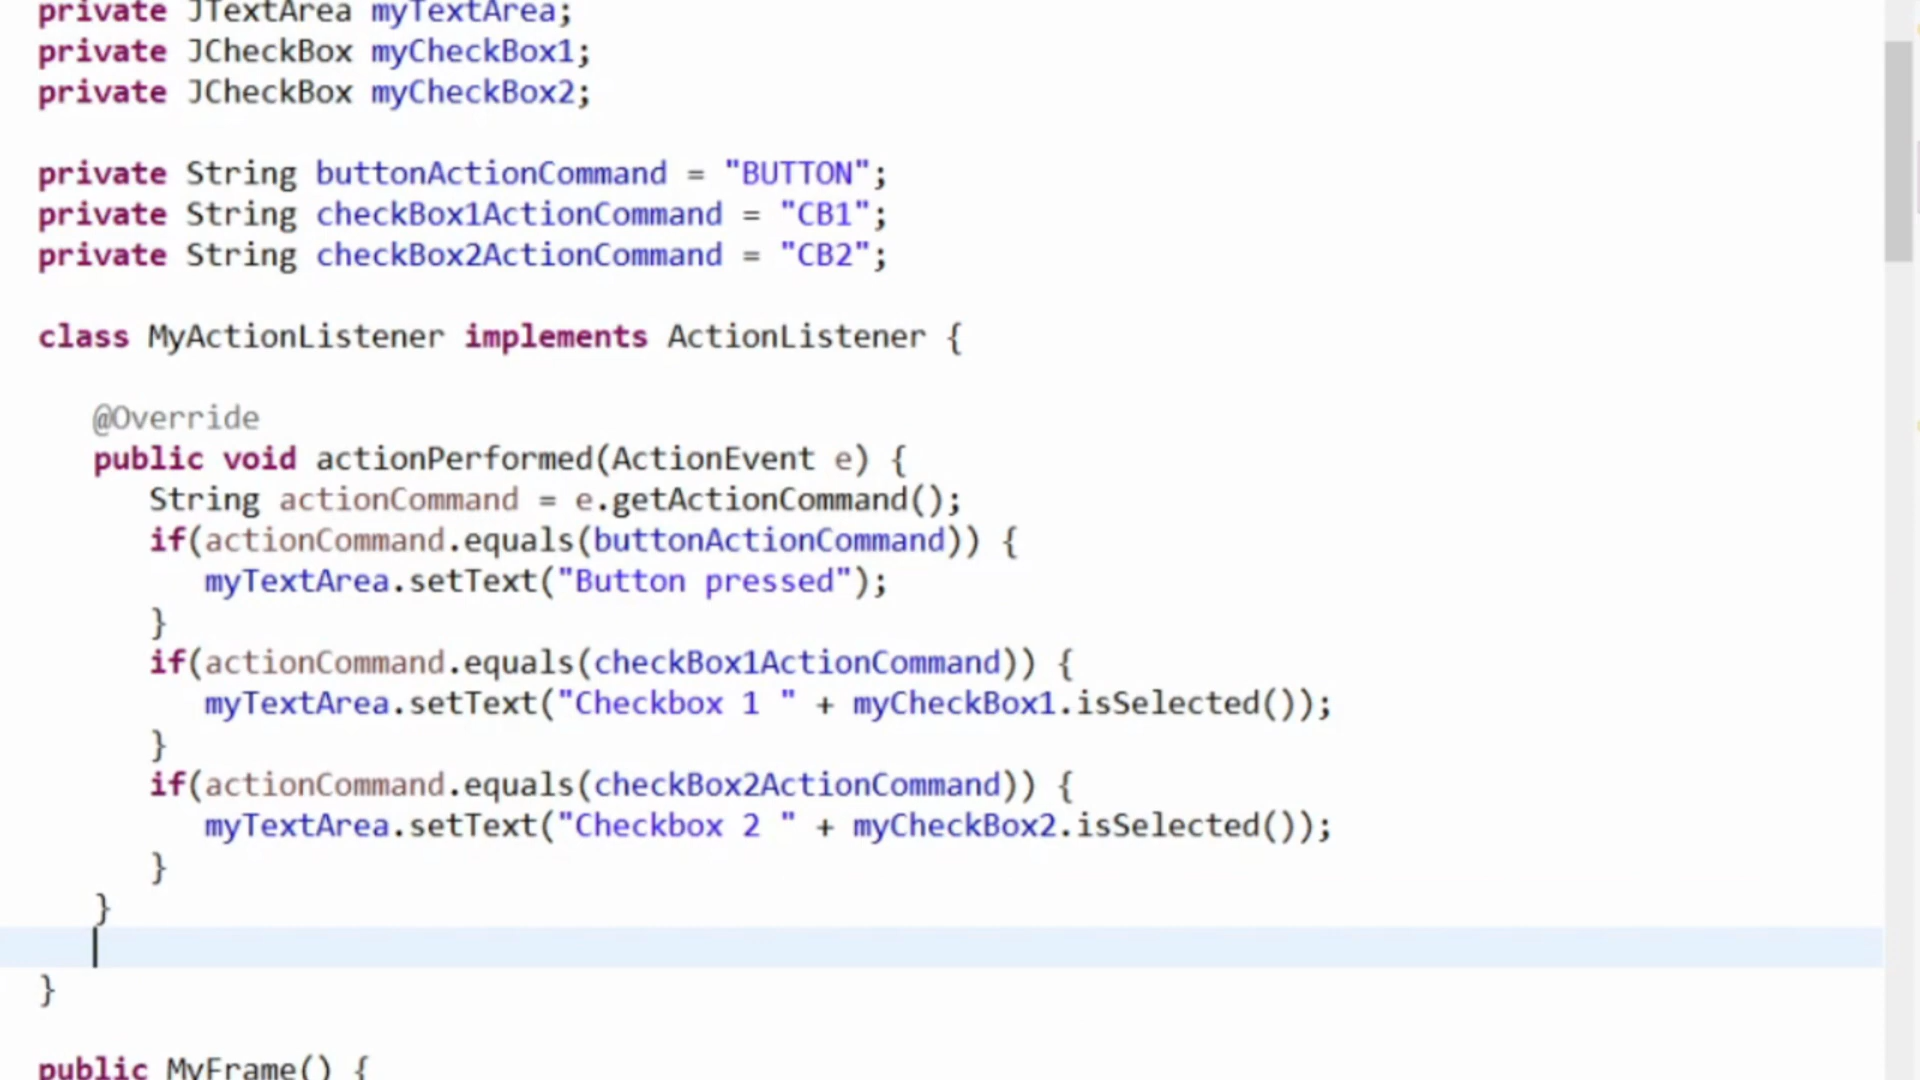 private JTextArea myTextArea;
private JCheckBox myCheckBox1;
private JCheckBox myCheckBox2;
private String buttonActionCommand = "BUTTON";
private String checkBox1ActionCommand = "CB1";
private String checkBox2ActionCommand = "CB2";
class MyActionListener implements ActionListener {
@Override
public void actionPerformed(ActionEvent e) {
String actionCommand = e.getActionCommand();
if(actionCommand.equals(buttonActionCommand)) {
myTextArea.setText("Button pressed");
}
if(actionCommand.equals(checkBox1ActionCommand)) {
myTextArea.setText("Checkbox 1 " + myCheckBox1.isSelected());
}
if(actionCommand.equals(checkBox2ActionCommand)) {
myTextArea.setText("Checkbox 2 " + myCheckBox2.isSelected());
}
}
}
public MyFrame() {